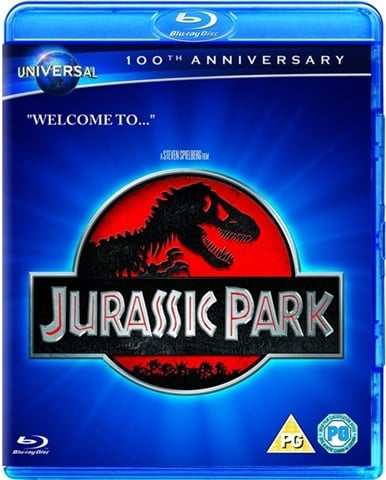 Blu-ray Disc
UNIVERSAL
100TH ANNIVERSARY
"WELCOME TO..."
A STEVEN SPIELBERG FILM
JURASSIC PARK
Blu-ray Disc
PG
PG